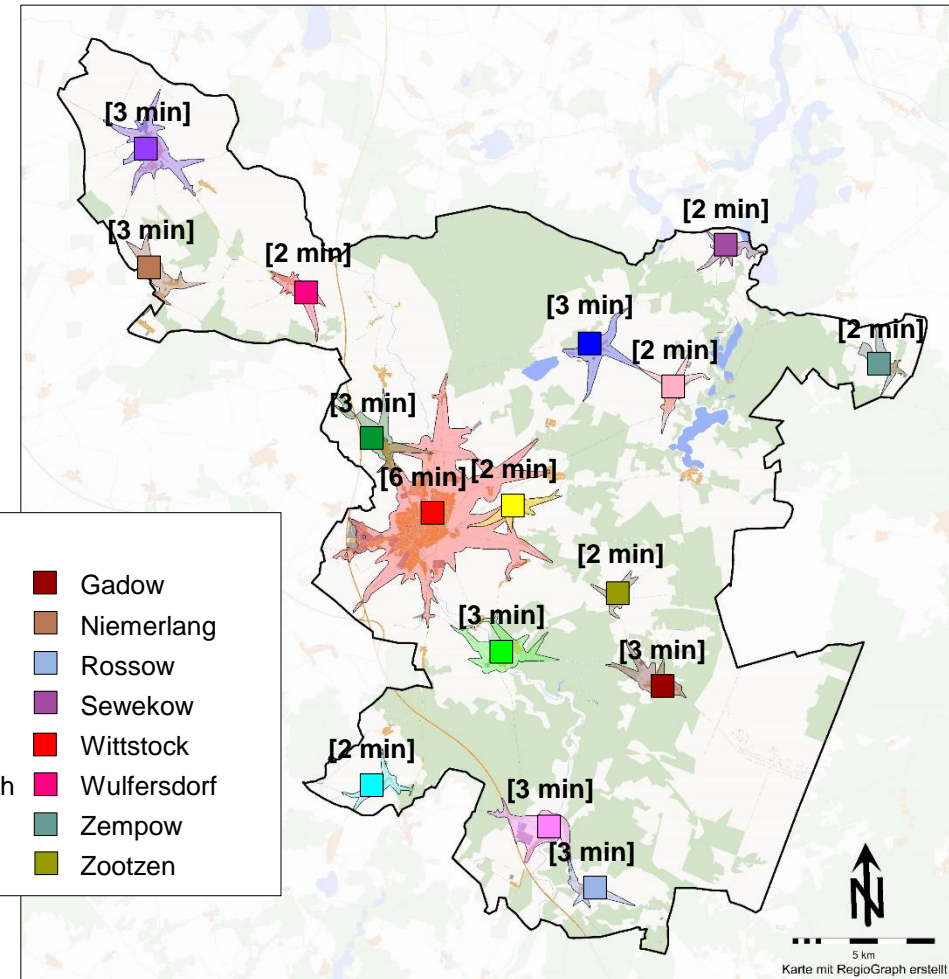 [3 min]
[3 min]
[2 min]
[2 min]
[3 min]
[2 min]
[2 min]
[3 min]
[6 min]
[2 min]
[2 min]
[3 min]
[3 min]
[2 min]
[3 min]
[3 min]
Gadow
Niemerlang
Rossow
Sewekow
Wittstock
h
Wulfersdorf
Zempow
Zootzen
N
5 km
Karte mit RegioGraph erstellt